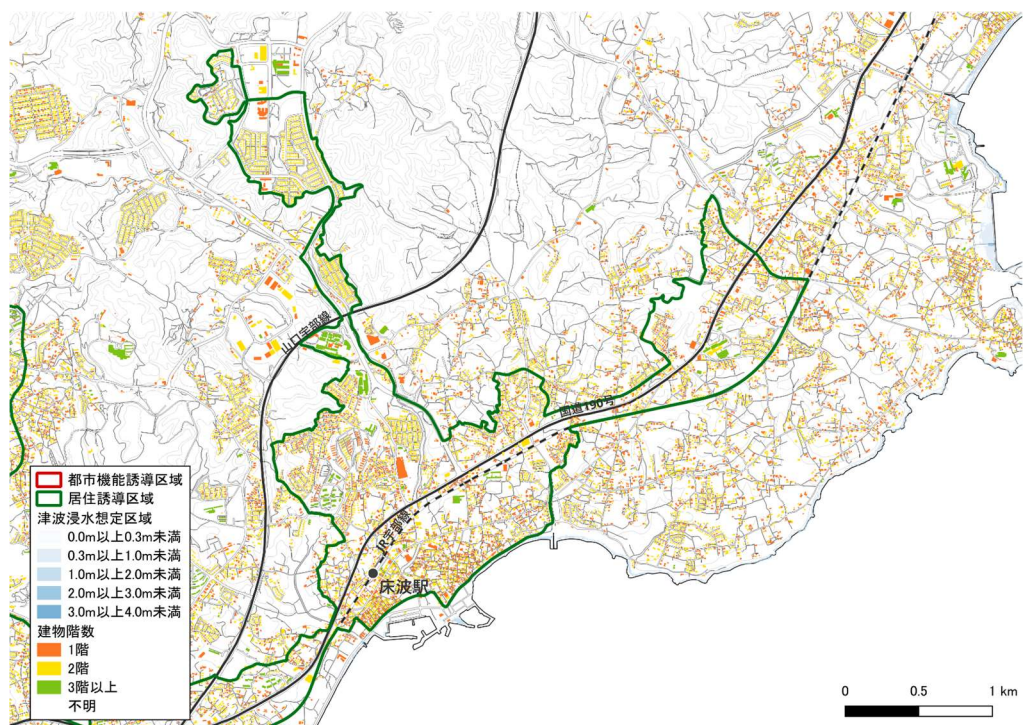 山口宇部線
国道190号
JR宇部線
床波駅
都市機能誘導区域
居住誘導区域
津波浸水想定区域
0.0m以上0.3m未満
0.3m以上1.0m未満
1.0m以上2.0m未満
2.0m以上3.0m未満
3.0m以上4.0m未満
建物階数
1階
2階
3階以上
不明
0 0.5 1 km